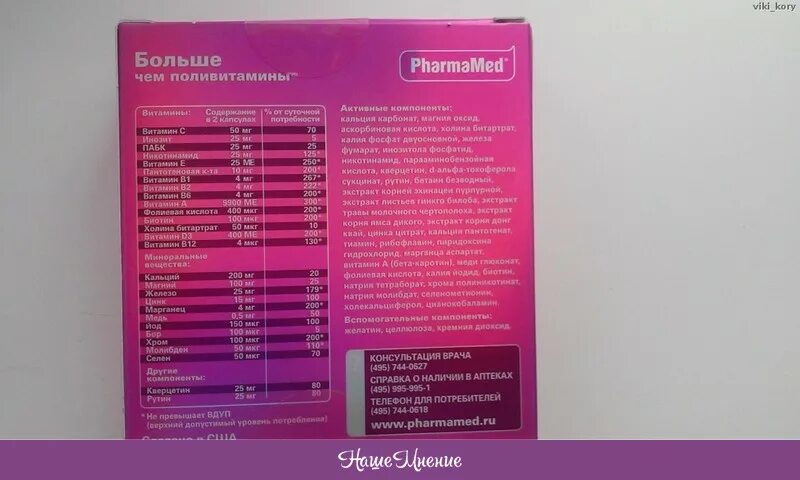 viki_kory
Больше
чем поливитамины™
PharmaMed®
Витамины: Содержание в 2 капсулах % от суточной потребности
Витамин С 50 мг 70
Инозит 25 мг 5
ПАБК 25 мг 25
Никотинамид 25 мг 125*
Витамин Е 25 МЕ 250*
Пантотеновая к-та 10 мг 200*
Витамин В1 4 мг 267*
Витамин В2 4 мг 222*
Витамин В6 4 мг 200*
Витамин А 9900 МЕ 300*
Фолиевая кислота 400 мкг 200*
Биотин 100 мкг 200*
Холина битартрат 50 мкг 10
Витамин D3 400 МЕ 200*
Витамин В12 4 мкг 130*
Минеральные
вещества:
Кальций 200 мг 20
Магний 100 мг 25
Железо 25 мг 179*
Цинк 15 мг 100
Марганец 4 мг 200*
Медь 0,5 мг 50
Йод 150 мкг 100
Бор 100 мкг 5
Хром 100 мкг 200*
Молибден 50 мкг 110*
Селен 50 мкг 70
Другие
компоненты:
Кверцетин 25 мг 80
Рутин 25 мг 80
* Не превышает ВДУП
(верхний допустимый уровень потребления)
Сделано в США
Активные компоненты:
кальция карбонат, магния оксид,
аскорбиновая кислота, холина битартрат,
калия фосфат двуосновной, железа
фумарат, инозитола фосфатид,
никотинамид, парааминобензойная
кислота, кверцетин, d-альфа-токоферола
сукцинат, рутин, бетаин безводный,
экстракт корней эхинацеи пурпурной,
экстракт листьев гинкго билоба, экстракт
травы молочного чертополоха, экстракт
корня ямса дикого, экстракт корня донг
квай, цинка цитрат, кальция пантотенат,
тиамин, рибофлавин, пиридоксина
гидрохлорид, марганца аспартат,
витамин А (бета-каротин), меди глюконат,
фолиевая кислота, калия йодид, биотин,
натрия тетраборат, хрома полиникотинат,
натрия молибдат, селенометионин,
холекальциферол, цианокобаламин.
Вспомогательные компоненты:
желатин, целлюлоза, кремния диоксид.
КОНСУЛЬТАЦИЯ ВРАЧА
(495) 744-0627
СПРАВКА О НАЛИЧИИ В АПТЕКАХ
(495) 995-995-1
ТЕЛЕФОН ДЛЯ ПОТРЕБИТЕЛЕЙ
(495) 744-0618
www.pharmamed.ru
Наше Мнение